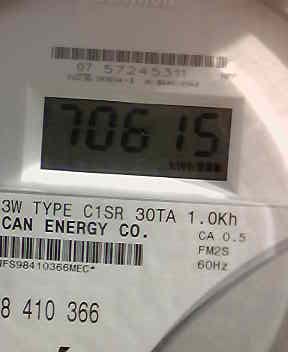 07 57245311
70615
3W TYPE C1SR 30TA 1.0Kh
CAN ENERGY CO.
CA 0.5
FM2S
60Hz
8 410 366